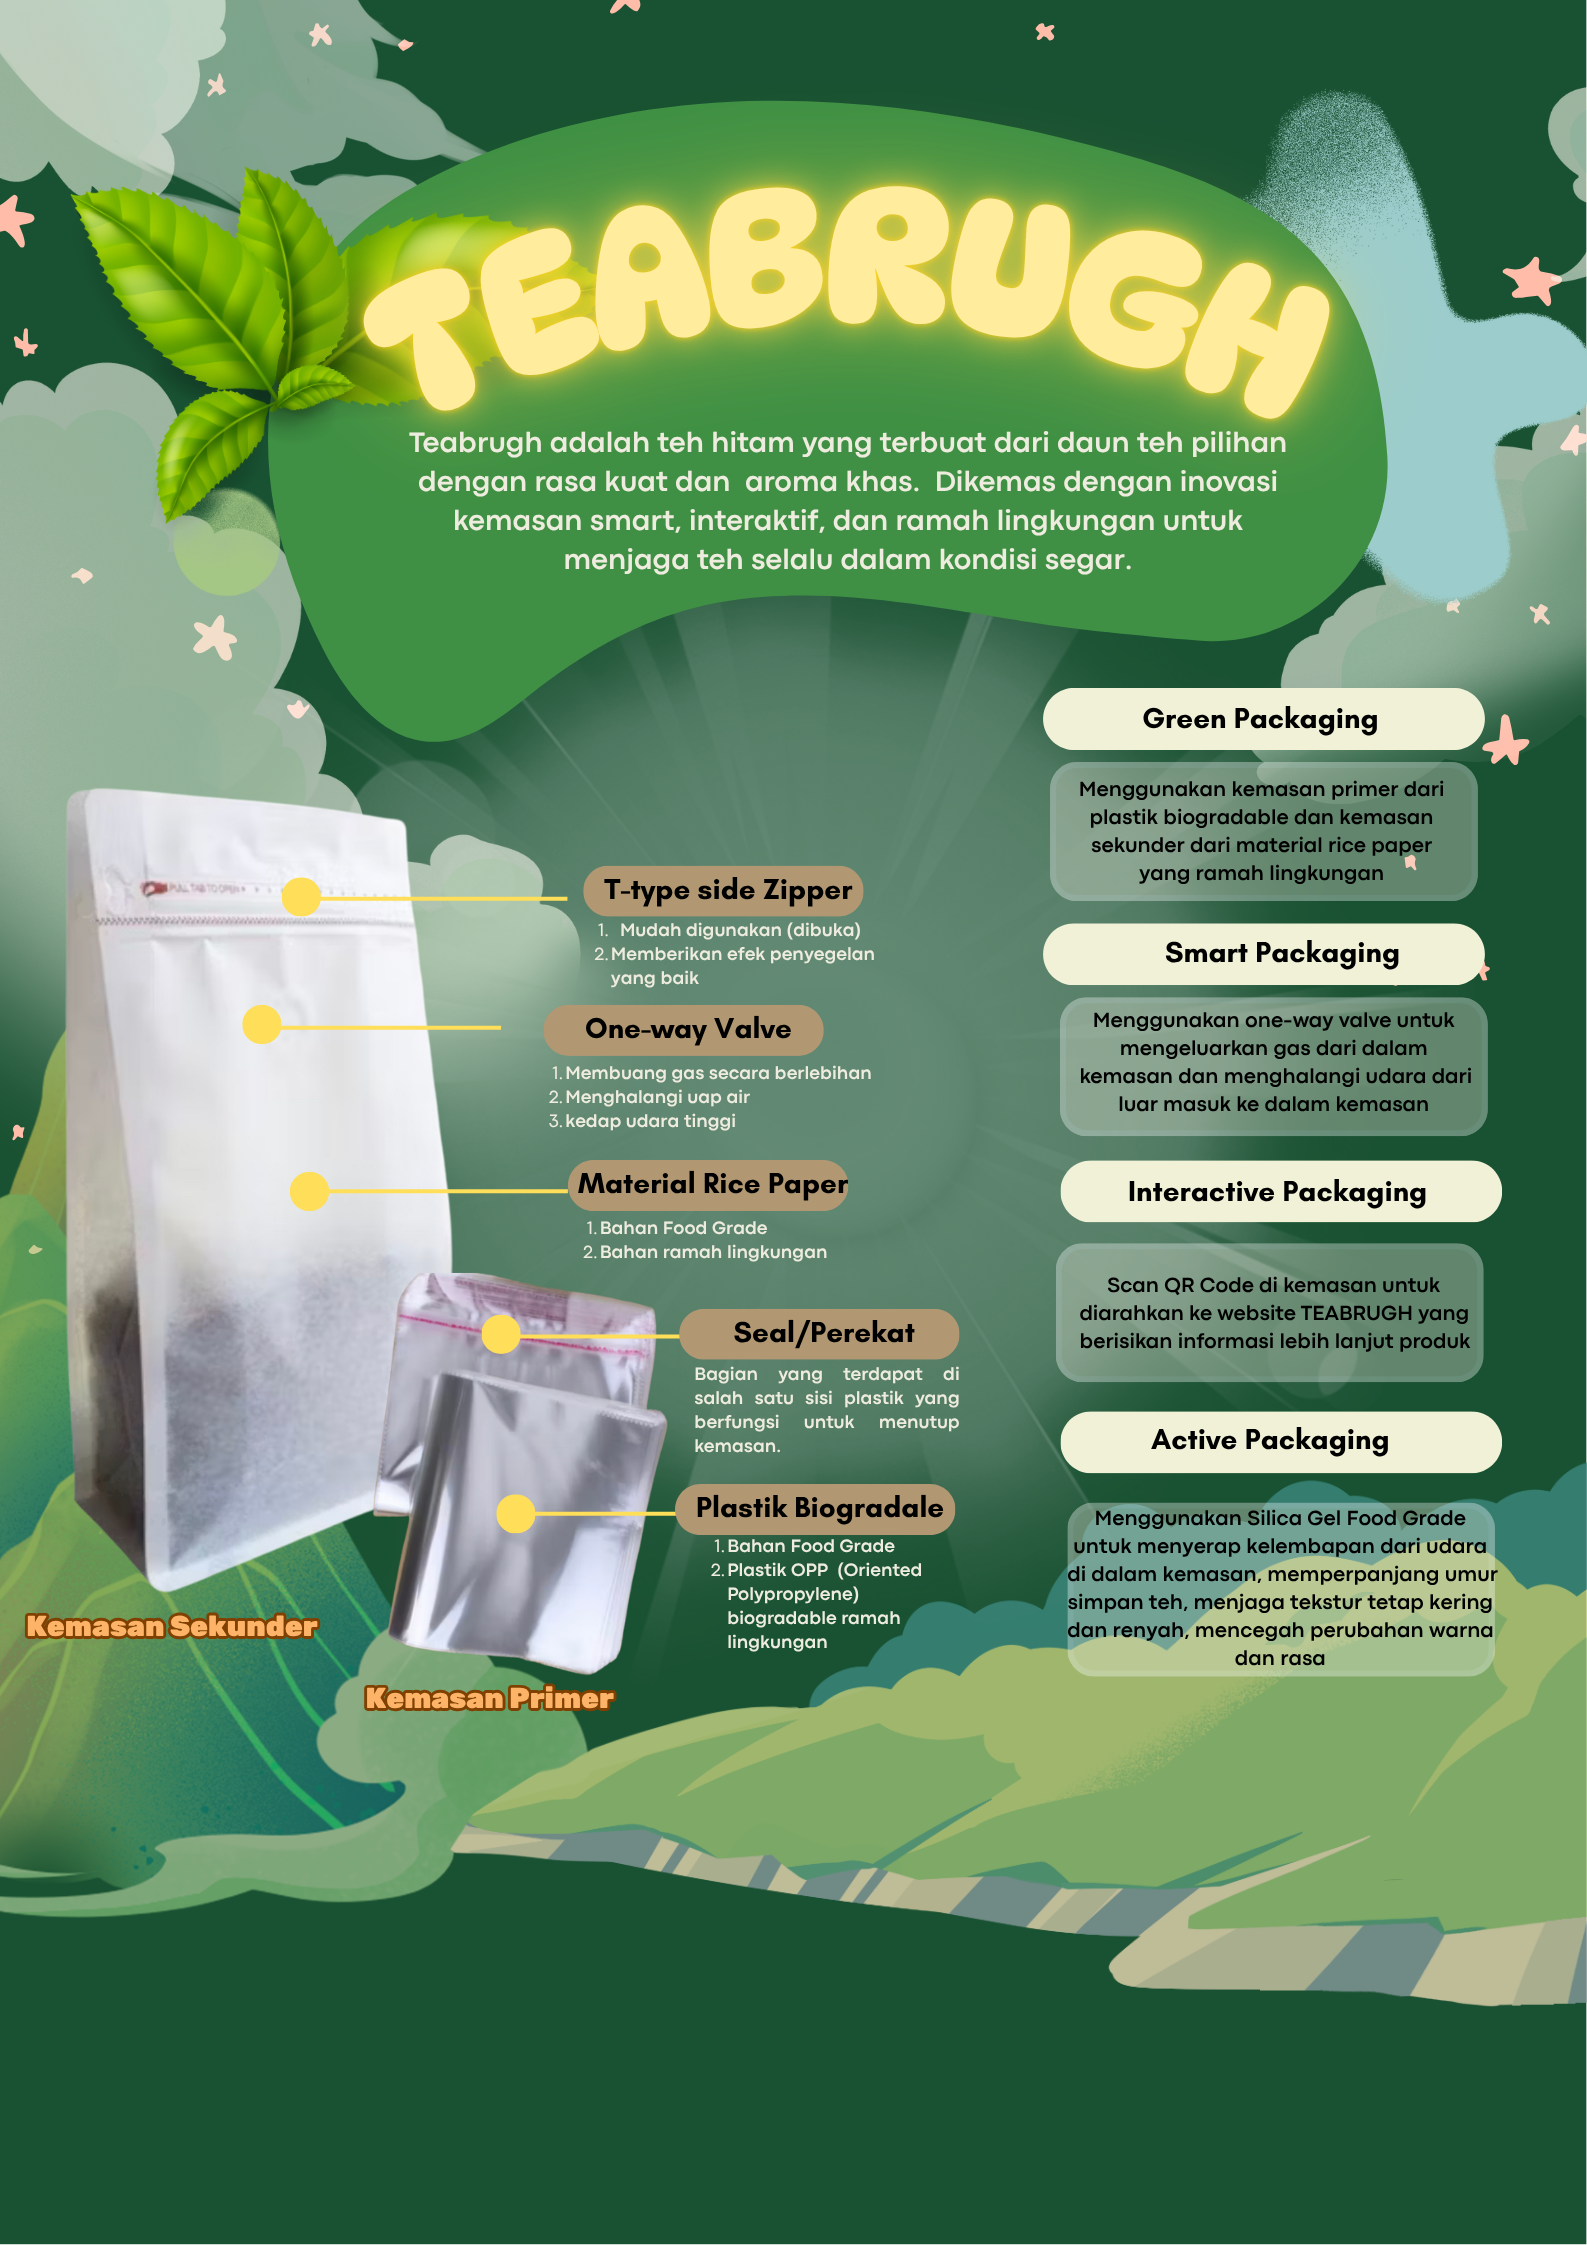 TEABRUGH
Teabrugh adalah teh hitam yang terbuat dari daun teh pilihan
dengan rasa kuat dan aroma khas. Dikemas dengan inovasi
kemasan smart, interaktif, dan ramah lingkungan untuk
menjaga teh selalu dalam kondisi segar.
PULL TAB TO OPEN
T-type side Zipper
1. Mudah digunakan (dibuka)
2. Memberikan efek penyegelan
yang baik
One-way Valve
1. Membuang gas secara berlebihan
2. Menghalangi uap air
3. kedap udara tinggi
Material Rice Paper
1. Bahan Food Grade
2. Bahan ramah lingkungan
Seal/Perekat
Bagian yang terdapat di
salah satu sisi plastik yang
berfungsi untuk menutup
kemasan.
Plastik Biogradale
1. Bahan Food Grade
2. Plastik OPP (Oriented
Polypropylene)
biogradable ramah
lingkungan
Kemasan Sekunder
Kemasan Primer
Green Packaging
Menggunakan kemasan primer dari
plastik biogradable dan kemasan
sekunder dari material rice paper
yang ramah lingkungan
Smart Packaging
Menggunakan one-way valve untuk
mengeluarkan gas dari dalam
kemasan dan menghalangi udara dari
luar masuk ke dalam kemasan
Interactive Packaging
Scan QR Code di kemasan untuk
diarahkan ke website TEABRUGH yang
berisikan informasi lebih lanjut produk
Active Packaging
Menggunakan Silica Gel Food Grade
untuk menyerap kelembapan dari udara
di dalam kemasan, memperpanjang umur
simpan teh, menjaga tekstur tetap kering
dan renyah, mencegah perubahan warna
dan rasa